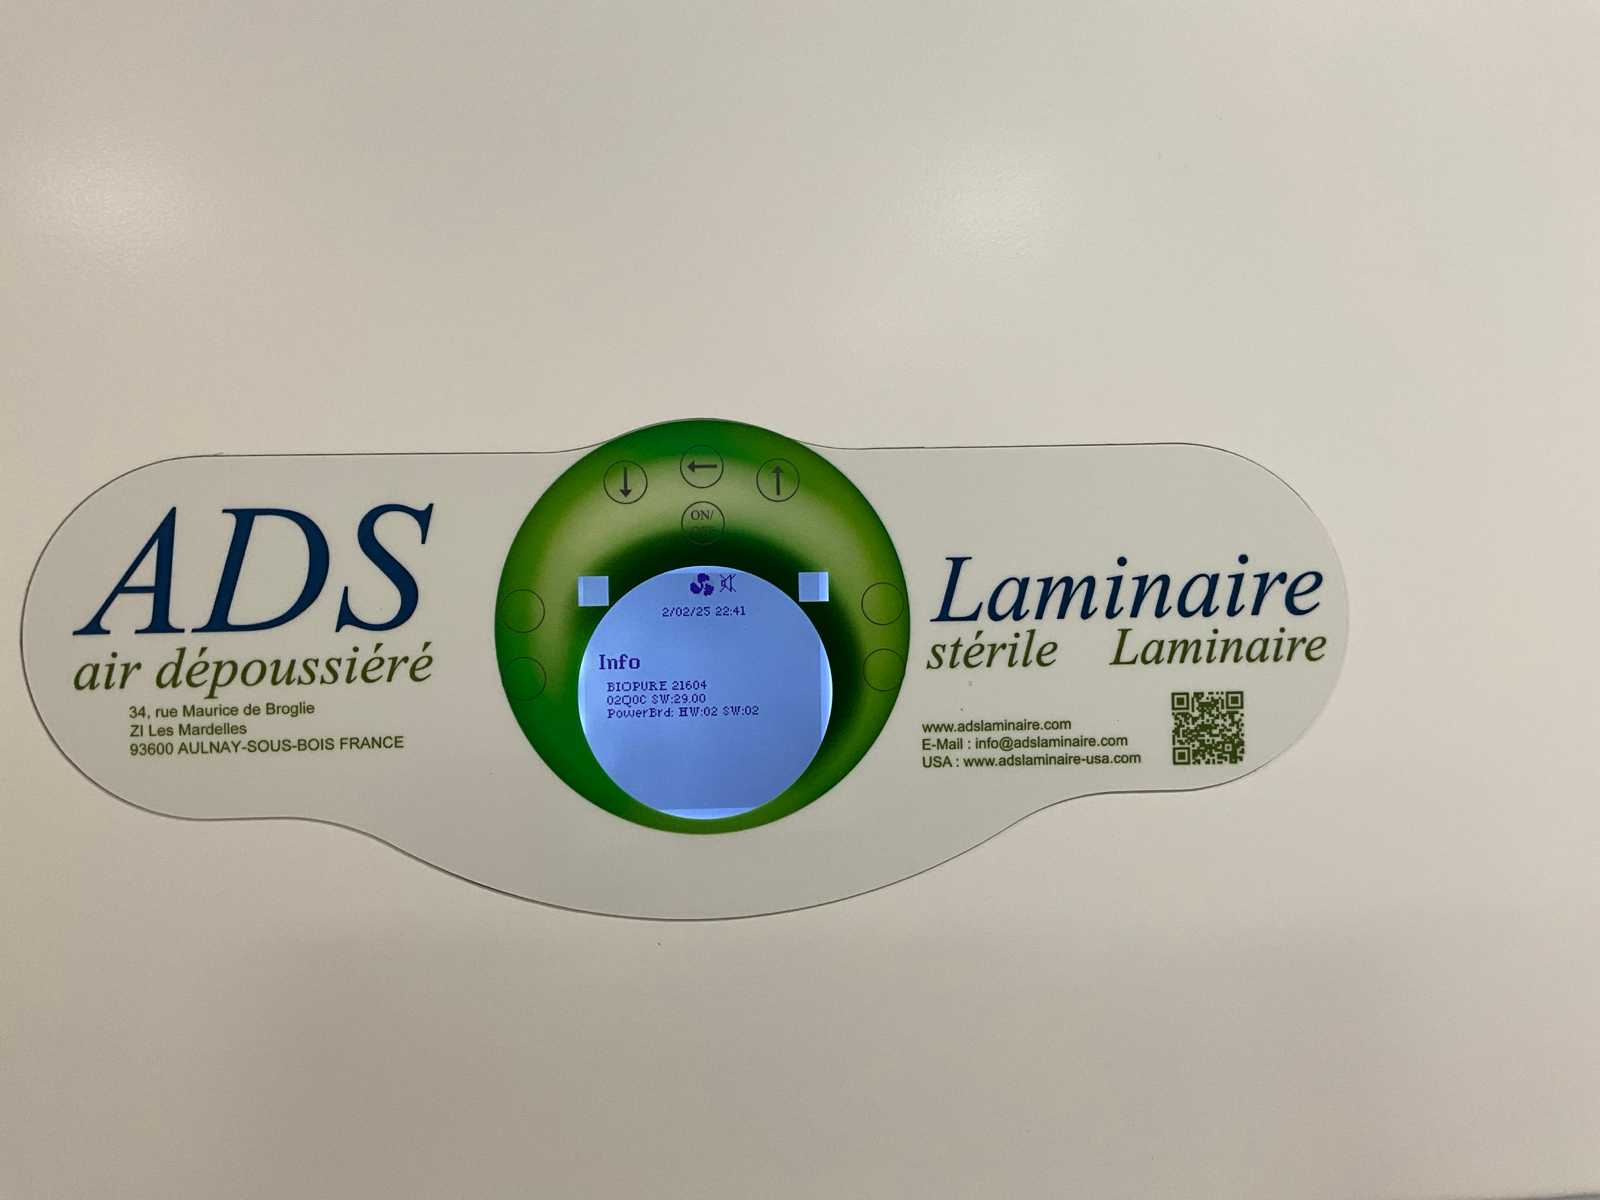 ADS
air dépoussiéré
34, rue Maurice de Broglie
ZI Les Mardelles
93600 AULNAY-SOUS-BOIS FRANCE
ON/
2/02/25 22:41
Info
BIOPURE 21604
02Q0C SW:29.00
PowerBrd: HW:02 SW:02
Laminaire
stérile Laminaire
www.adslaminaire.com
E-Mail : info@adslaminaire.com
USA : www.adslaminaire-usa.com